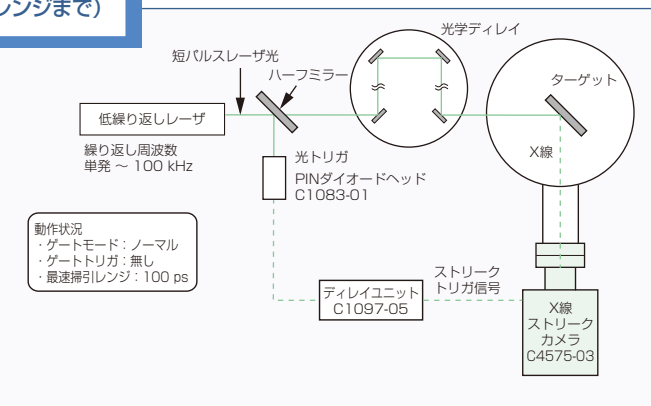 レンジまで）
光学ディレイ
短パルスレーザ光
ハーフミラー
ターゲット
低繰り返しレーザ
X線
繰り返し周波数
単発 ～ 100 kHz
光トリガ
PINダイオードヘッド
C1083-01
動作状況
・ゲートモード：ノーマル
・ゲートトリガ：無し
・最速掃引レンジ：100 ps
ストリーク
トリガ信号
ディレイユニット
C1097-05
X線
ストリーク
カメラ
C4575-03